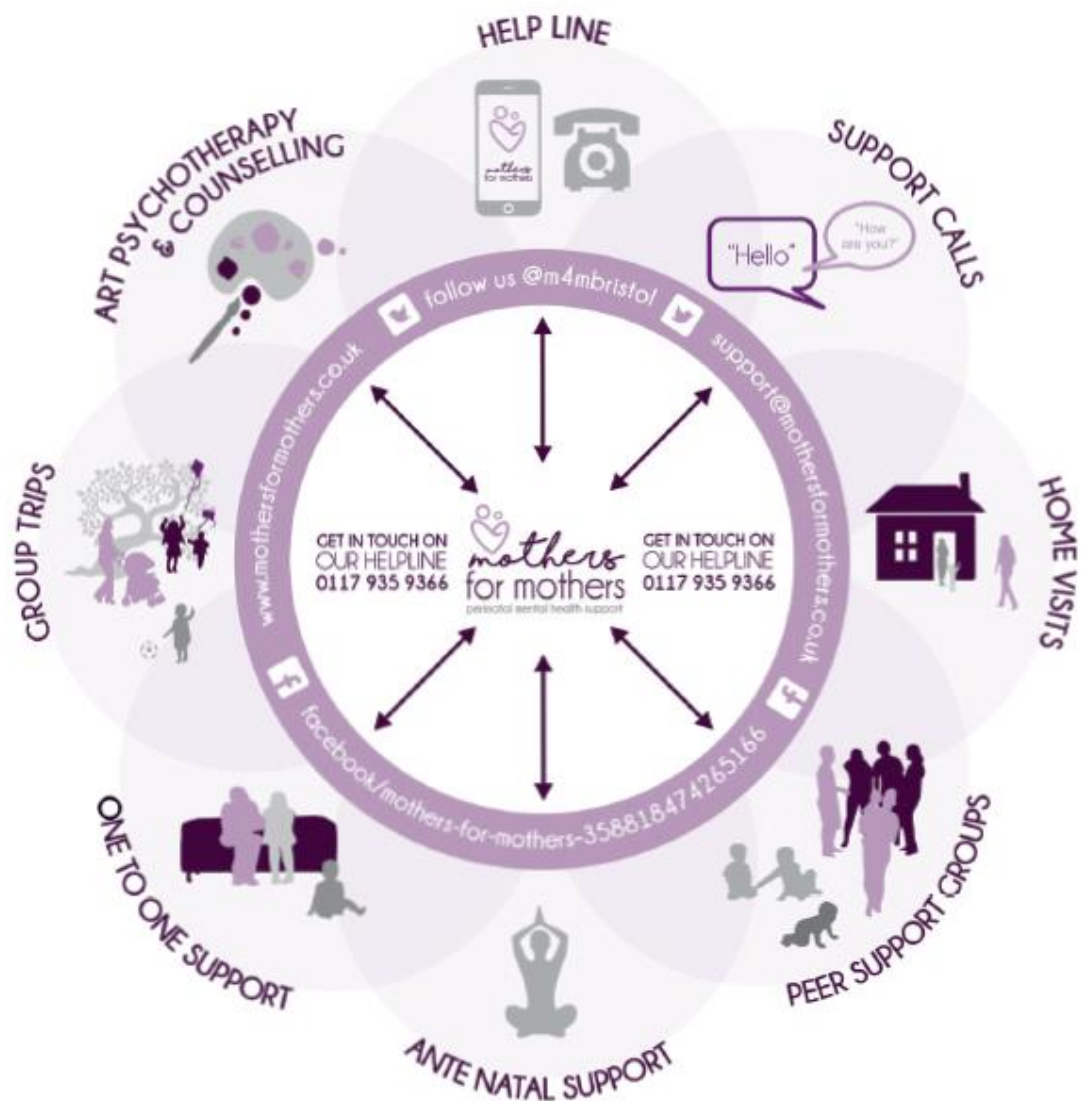 HELP LINE
mothers
for mothers
SUPPORT CALLS
"Hello"
"How
are you?"
HOME VISITS
PEER SUPPORT GROUPS
ANTE NATAL SUPPORT
ONE TO ONE SUPPORT
GROUP TRIPS
ART PSYCHOTHERAPY
& COUNSELLING
follow us @m4mbristol
support@mothersformothers.co.uk
facebook/mothers-for-mothers-358818474265166
www.mothersformothers.co.uk
GET IN TOUCH ON
OUR HELPLINE
0117 935 9366
mothers
for mothers
perinatal mental health support
GET IN TOUCH ON
OUR HELPLINE
0117 935 9366